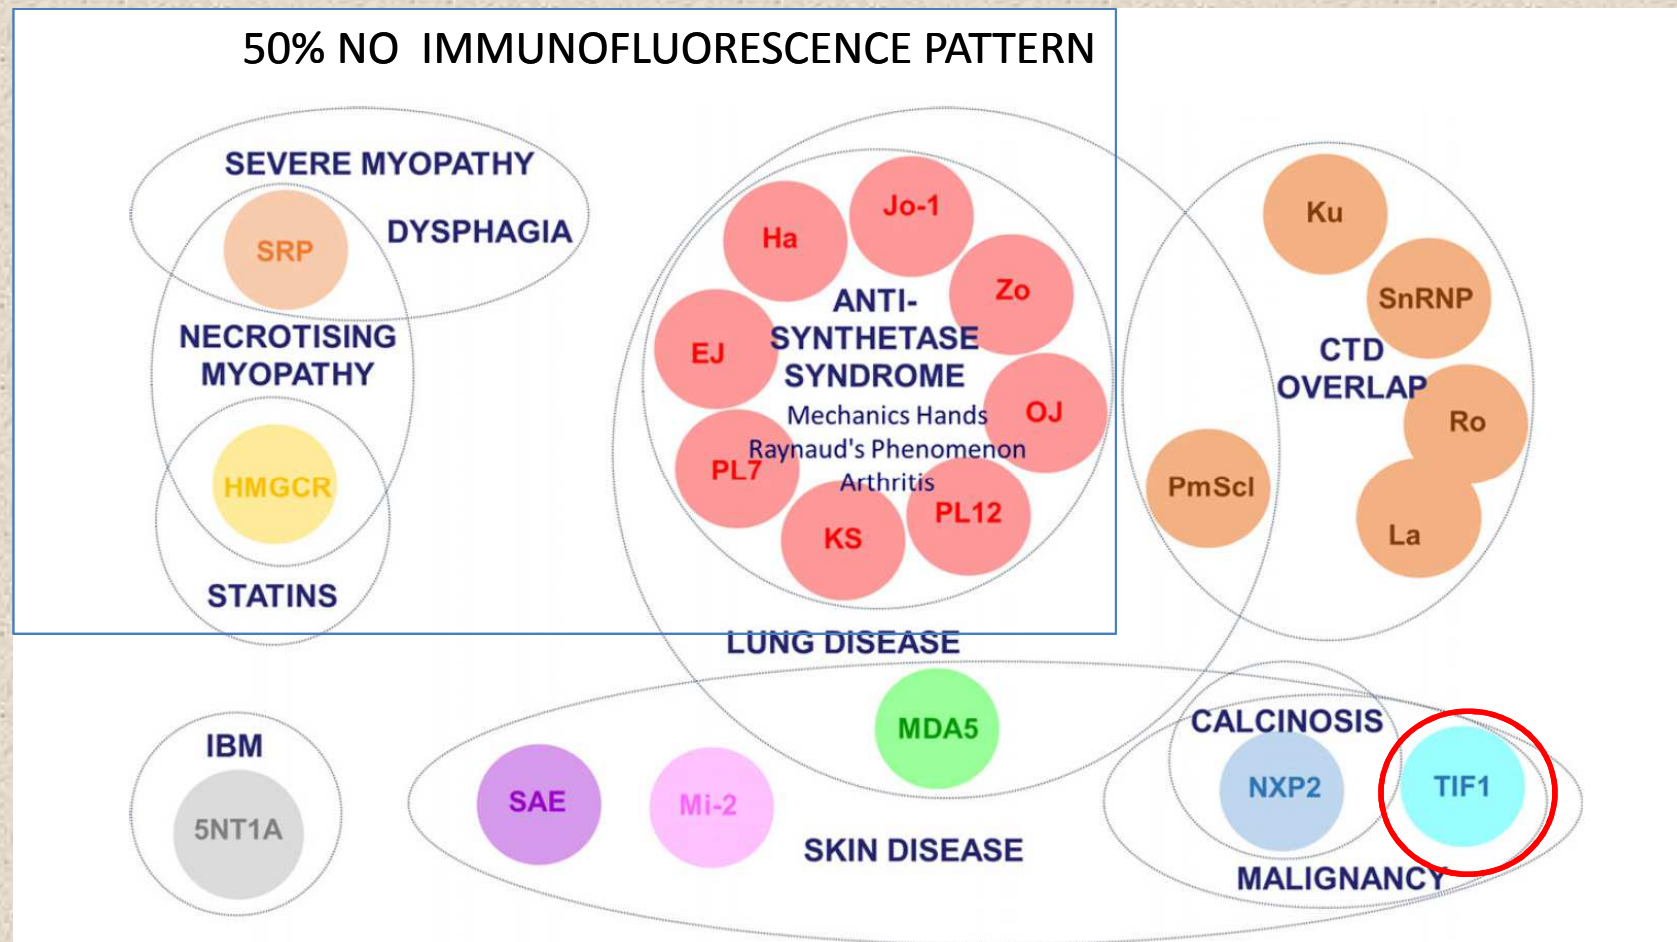 50% NO  IMMUNOFLUORESCENCE PATTERN
SEVERE MYOPATHY
DYSPHAGIA
SRP
NECROTISING
MYOPATHY
HMGCR
STATINS
Jo-1
Ha
Zo
EJ
OJ
PL7
PL12
KS
ANTI-
SYNTHETASE
SYNDROME
Mechanics Hands
Raynaud's Phenomenon
Arthritis
LUNG DISEASE
Ku
SnRNP
CTD
OVERLAP
Ro
PmScl
La
IBM
5NT1A
SAE
Mi-2
MDA5
SKIN DISEASE
CALCINOSIS
NXP2
TIF1
MALIGNANCY